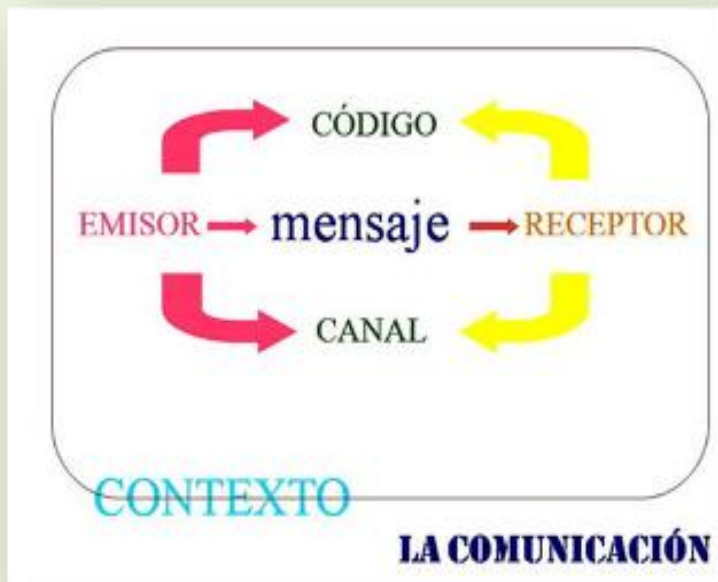 CÓDIGO
EMISOR mensaje RECEPTOR
CANAL
CONTEXTO
LA COMUNICACIÓN